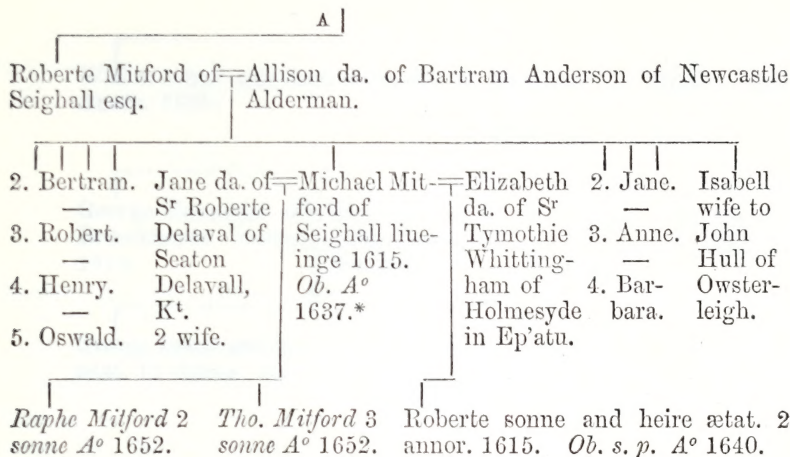 A
Roberte Mitford of Allison da. of Bartram Anderson of Newcastle
Seighall esq. Alderman.
2. Bertram.
3. Robert.
4. Henry.
5. Oswald.
Jane da. of
Sʳ Roberte
Delaval of
Seaton
Delavall,
Kᵗ.
2 wife.
Michael Mit-
ford of
Seighall liue-
inge 1615.
Ob. Aᵒ
1637.*
Elizabeth
da. of Sʳ
Tymothie
Whitting-
ham of
Holmesyde
in Ep'atu.
2. Jane.
3. Anne.
4. Bar-
bara.
Isabell
wife to
John
Hull of
Owster-
leigh.
Raphe Mitford 2
sonne Aᵒ 1652.
Tho. Mitford 3
sonne Aᵒ 1652.
Roberte sonne and heire ætat. 2
annor. 1615. Ob. s. p. Aᵒ 1640.